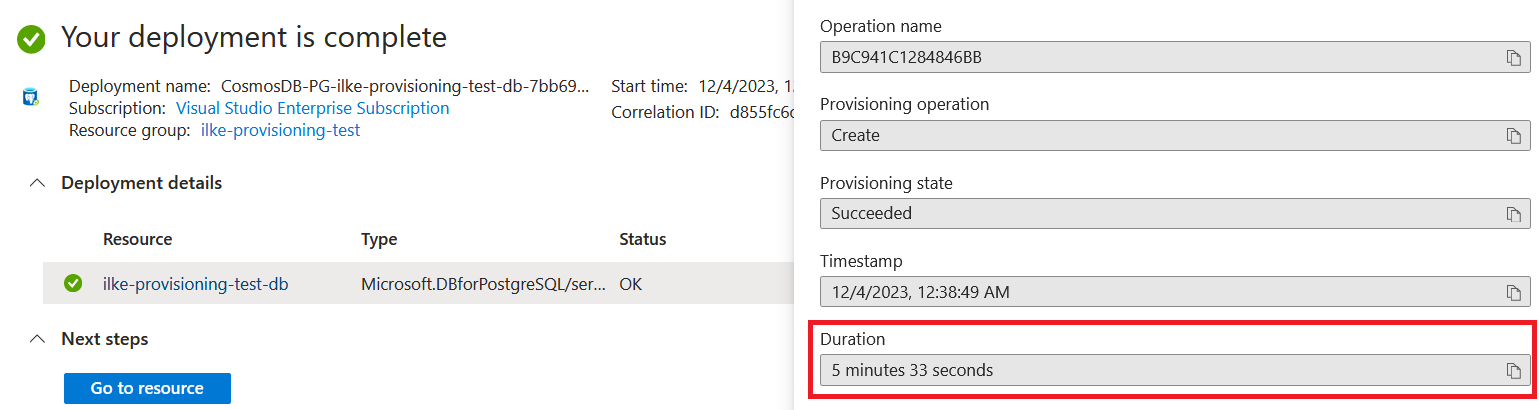 Your deployment is complete
Deployment name: CosmosDB-PG-ilke-provisioning-test-db-7bb69...
Subscription: Visual Studio Enterprise Subscription
Resource group: ilke-provisioning-test
Start time: 12/4/2023, 1
Correlation ID: d855fc6c
Deployment details
Resource Type Status
ilke-provisioning-test-db Microsoft.DBforPostgreSQL/ser... OK
Next steps
Go to resource
Operation name
B9C941C1284846BB
Provisioning operation
Create
Provisioning state
Succeeded
Timestamp
12/4/2023, 12:38:49 AM
Duration
5 minutes 33 seconds